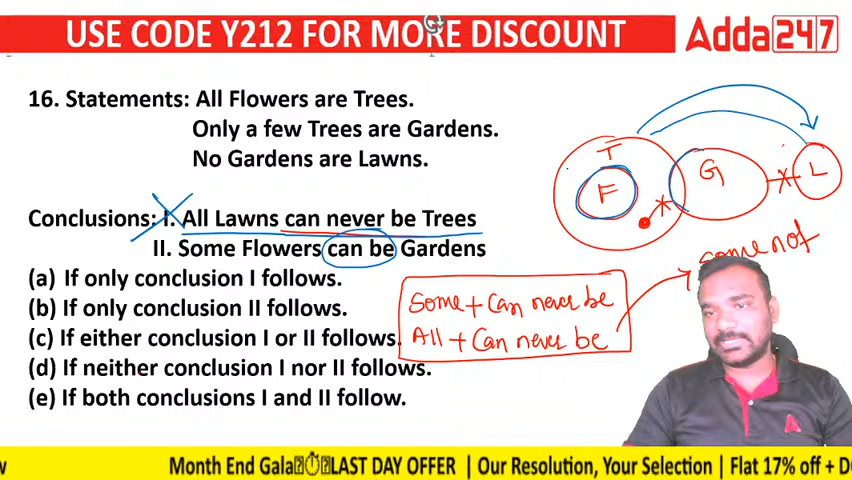 USE CODE Y212 FOR MORE DISCOUNT
Adda247
16. Statements: All Flowers are Trees.
Only a few Trees are Gardens.
No Gardens are Lawns.
T
F
G
L
Conclusions: I. All Lawns can never be Trees
II. Some Flowers can be Gardens
some not
(a) If only conclusion I follows.
(b) If only conclusion II follows.
(c) If either conclusion I or II follows.
(d) If neither conclusion I nor II follows.
(e) If both conclusions I and II follow.
Some + Can never be
All + Can never be
w
Month End Gala LAST DAY OFFER | Our Resolution, Your Selection | Flat 17% off + D